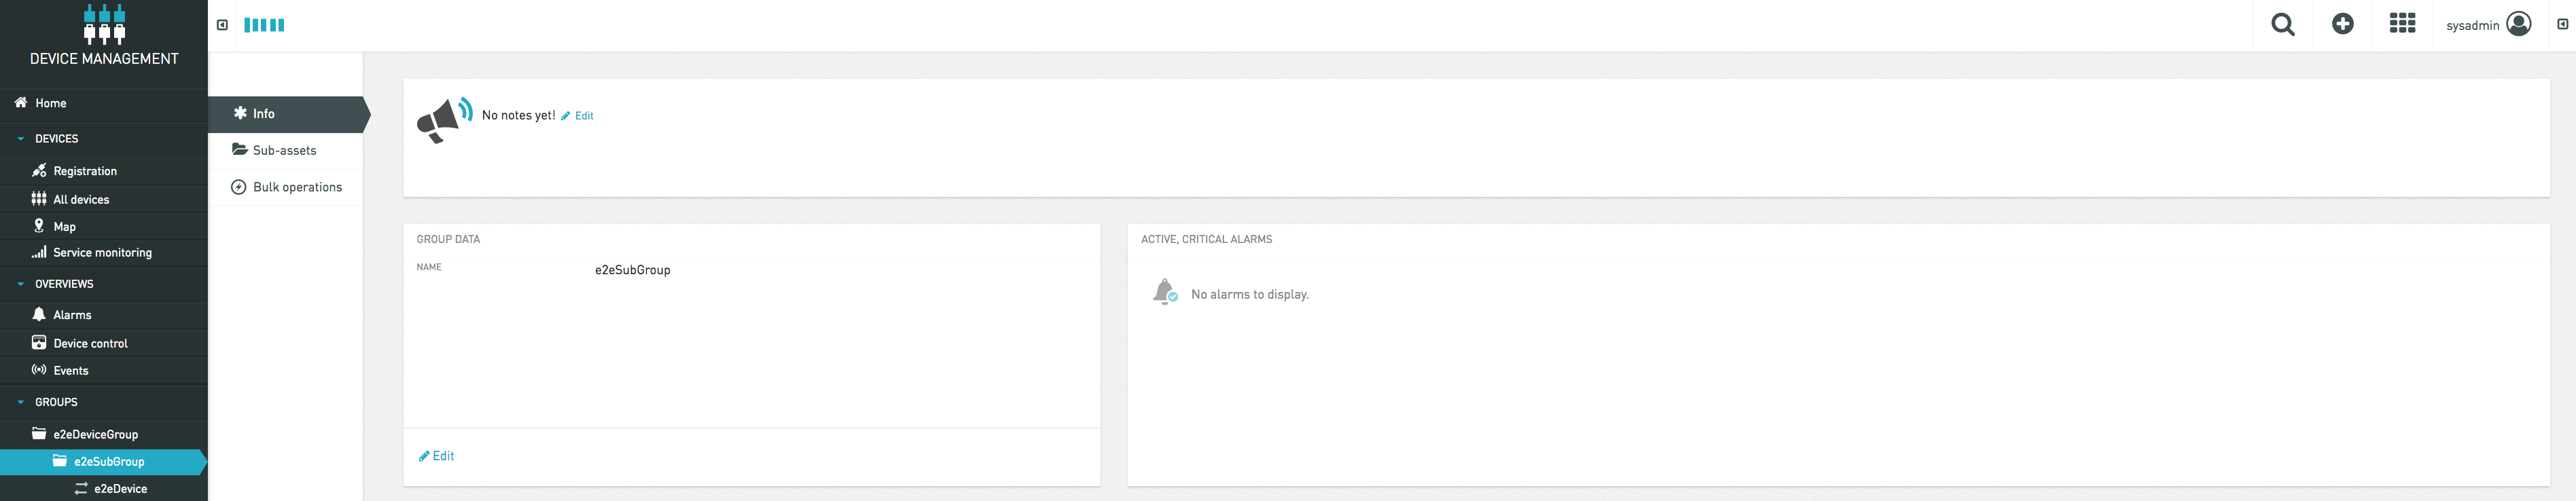 DEVICE MANAGEMENT
Home
DEVICES
Registration
All devices
Map
Service monitoring
OVERVIEWS
Alarms
Device control
Events
GROUPS
e2eDeviceGroup
e2eSubGroup
e2eDevice
sysadmin
Info
Sub-assets
Bulk operations
No notes yet! Edit
GROUP DATA
NAME e2eSubGroup
Edit
ACTIVE, CRITICAL ALARMS
No alarms to display.